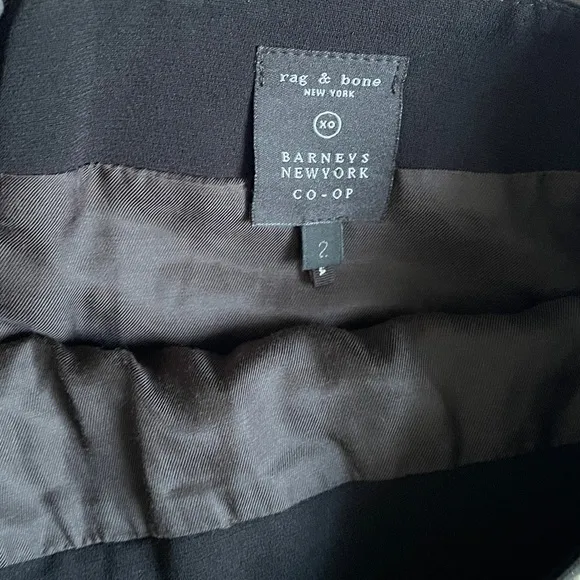 rag & bone
NEW YORK
XO
BARNEYS
NEWYORK
CO-OP
2